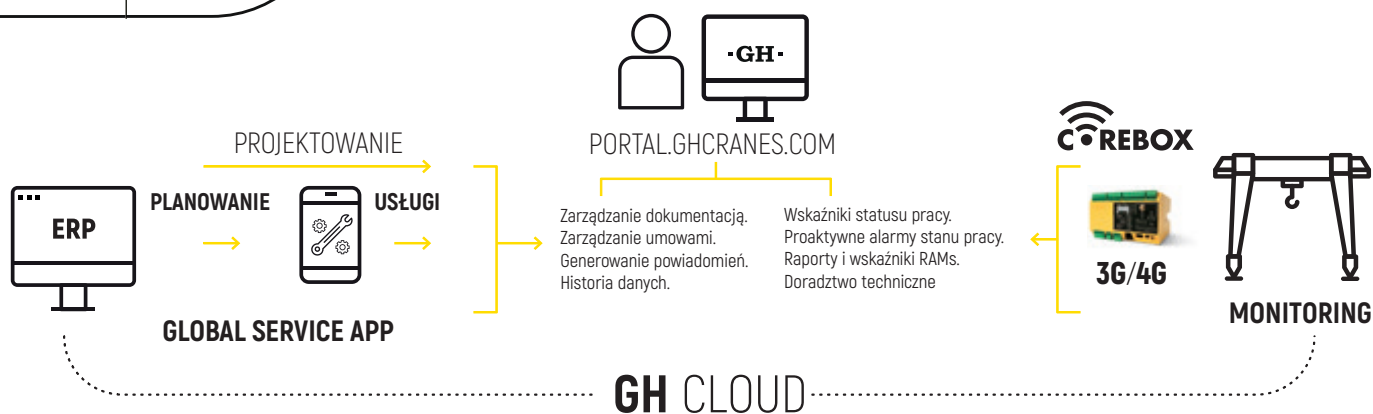 ·GH·
PORTAL.GHCRANES.COM
PROJEKTOWANIE
ERP
PLANOWANIE
USŁUGI
GLOBAL SERVICE APP
Zarządzanie dokumentacją.
Zarządzanie umowami.
Generowanie powiadomień.
Historia danych.
Wskaźniki statusu pracy.
Proaktywne alarmy stanu pracy.
Raporty i wskaźniki RAMs.
Doradztwo techniczne
COREBOX
3G/4G
MONITORING
GH CLOUD